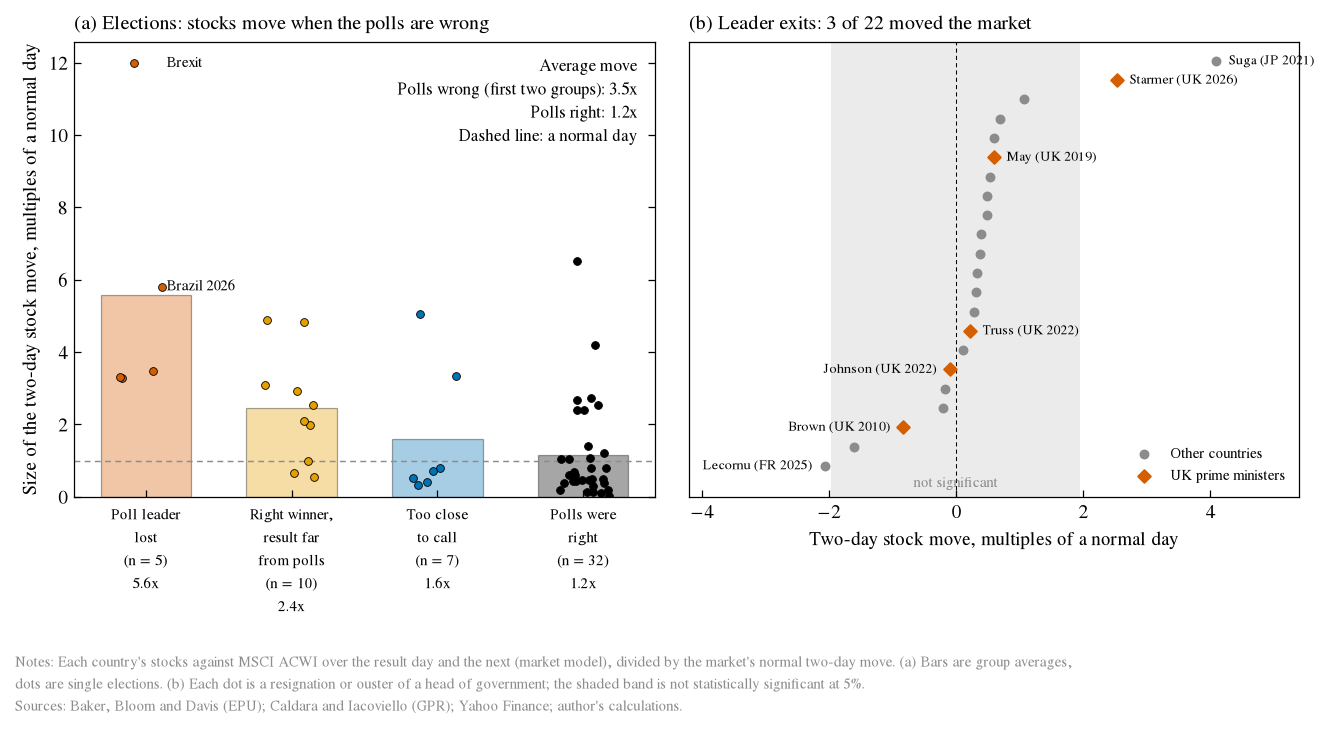 (a) Elections: stocks move when the polls are wrong
Size of the two-day stock move, multiples of a normal day
12
10
8
6
4
2
0
Brexit
Brazil 2026
Average move
Polls wrong (first two groups): 3.5x
Polls right: 1.2x
Dashed line: a normal day
Poll leader
lost
(n = 5)
5.6x
Right winner,
result far
from polls
(n = 10)
2.4x
Too close
to call
(n = 7)
1.6x
Polls were
right
(n = 32)
1.2x
(b) Leader exits: 3 of 22 moved the market
Suga (JP 2021)
Starmer (UK 2026)
May (UK 2019)
Truss (UK 2022)
Johnson (UK 2022)
Brown (UK 2010)
Lecornu (FR 2025)
Other countries
UK prime ministers
not significant
−4
−2
0
2
4
Two-day stock move, multiples of a normal day
Notes: Each country's stocks against MSCI ACWI over the result day and the next (market model), divided by the market's normal two-day move. (a) Bars are group averages,
dots are single elections. (b) Each dot is a resignation or ouster of a head of government; the shaded band is not statistically significant at 5%.
Sources: Baker, Bloom and Davis (EPU); Caldara and Iacoviello (GPR); Yahoo Finance; author's calculations.